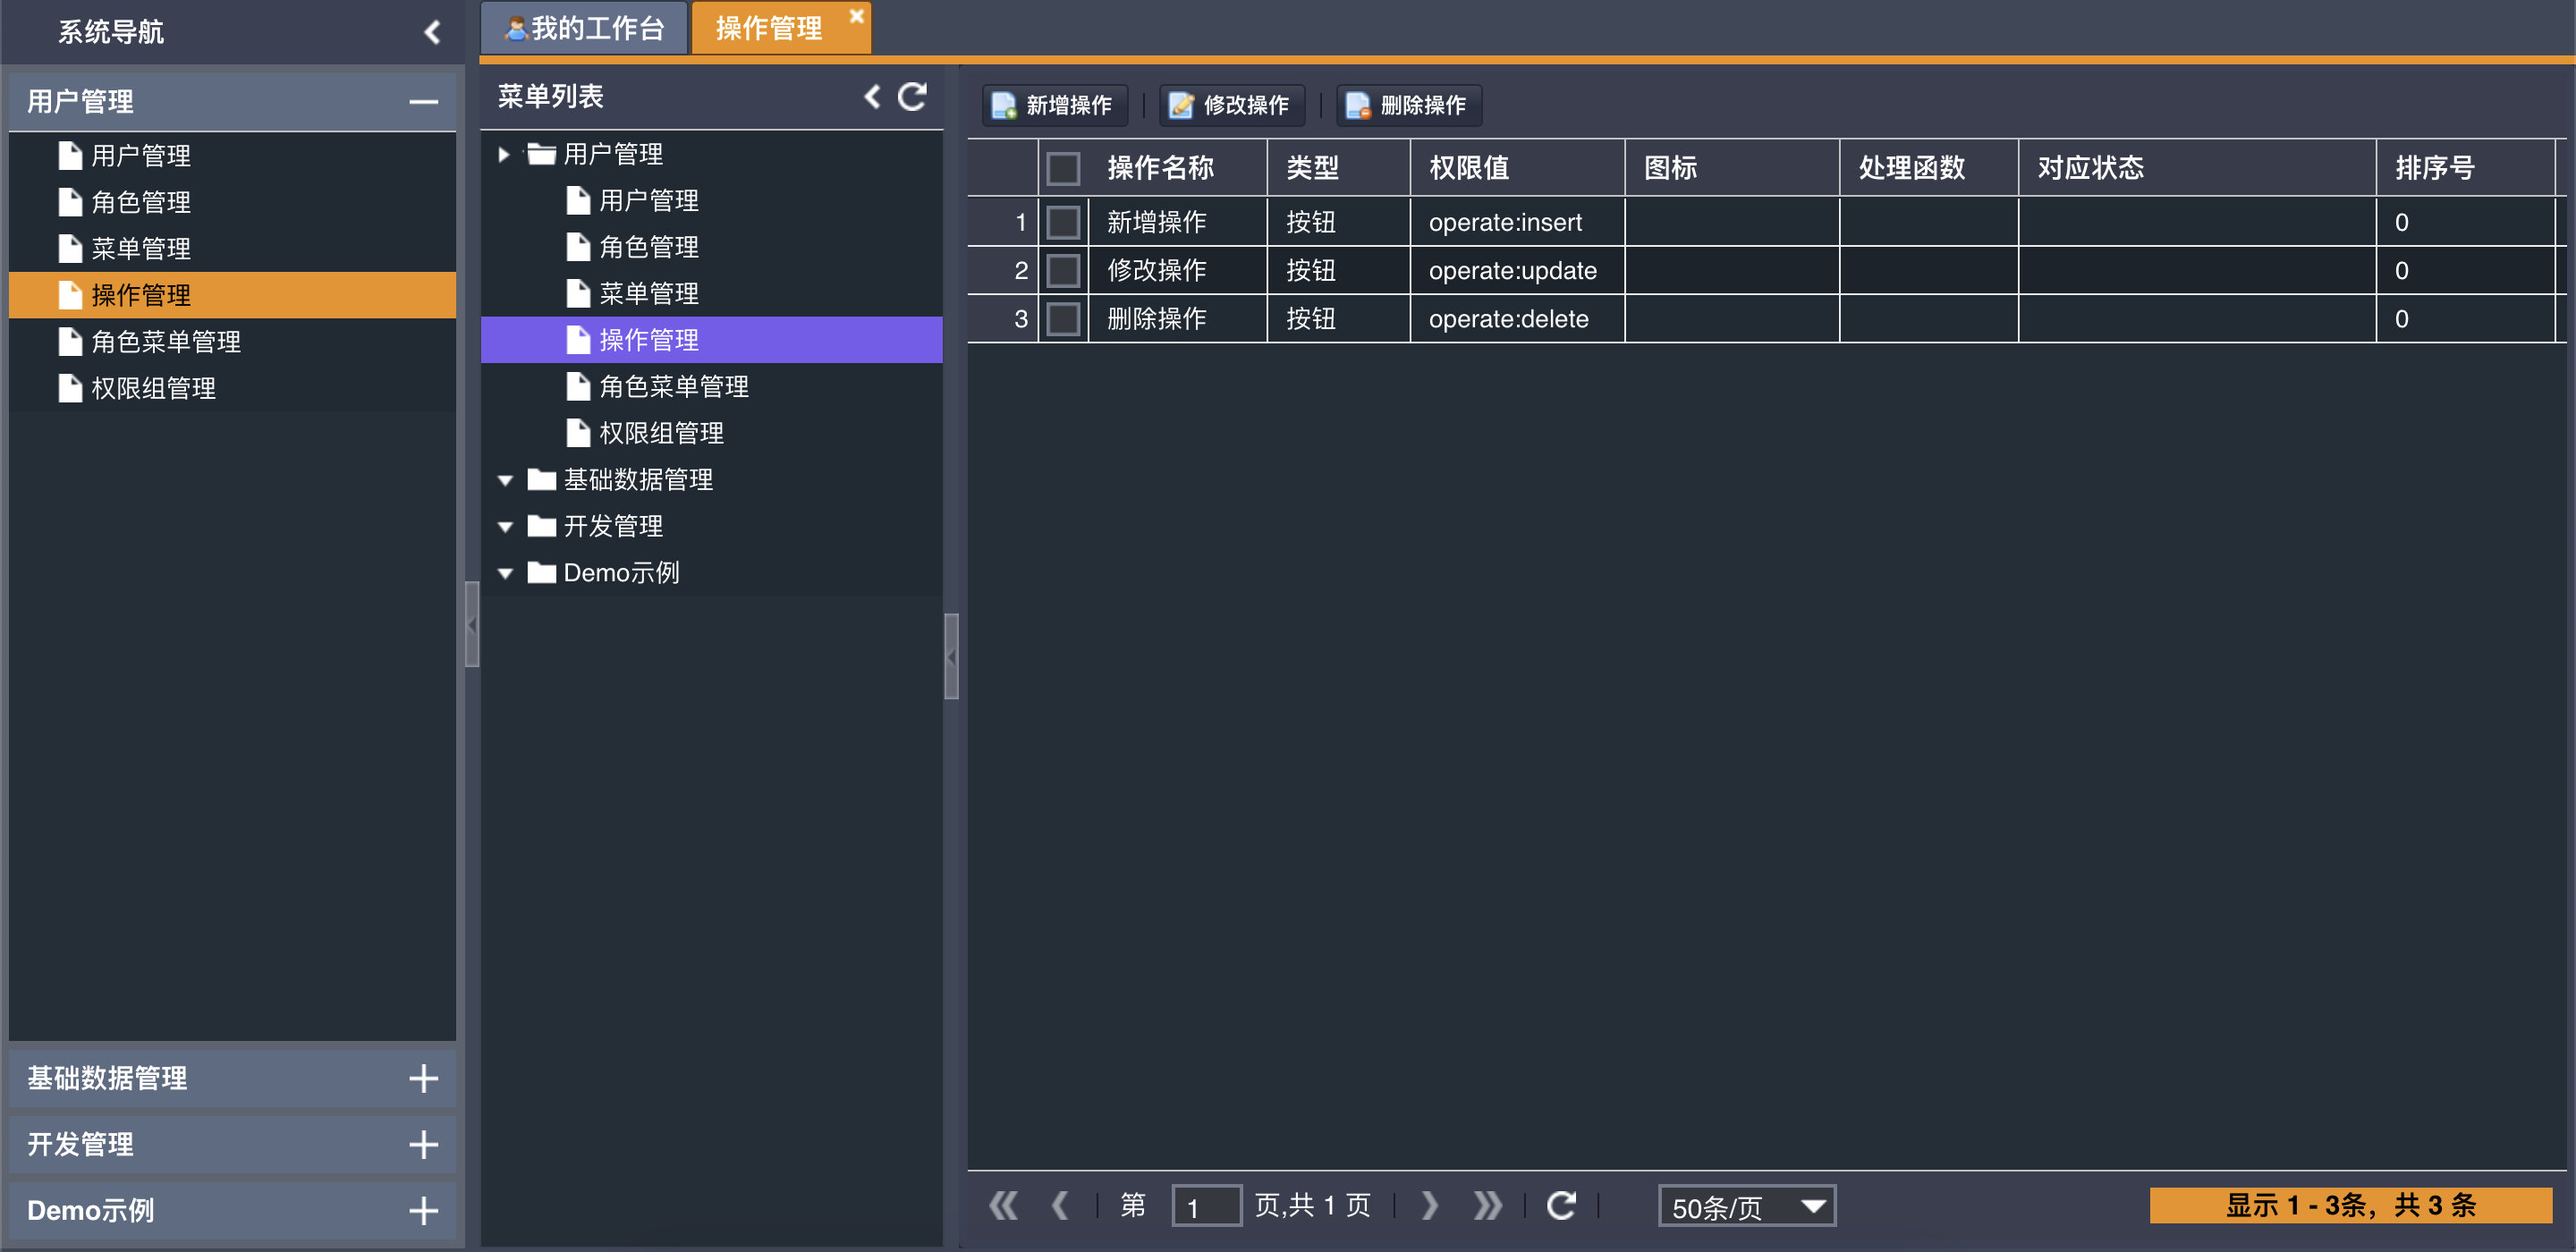 系统导航
用户管理
用户管理
角色管理
菜单管理
操作管理
角色菜单管理
权限组管理
基础数据管理
开发管理
Demo示例
我的工作台 操作管理
菜单列表
用户管理
用户管理
角色管理
菜单管理
操作管理
角色菜单管理
权限组管理
基础数据管理
开发管理
Demo示例
新增操作 修改操作 删除操作
操作名称 类型 权限值 图标 处理函数 对应状态 排序号
1 新增操作 按钮 operate:insert 0
2 修改操作 按钮 operate:update 0
3 删除操作 按钮 operate:delete 0
第 1 页,共 1 页 50条/页 显示 1 - 3条，共 3 条